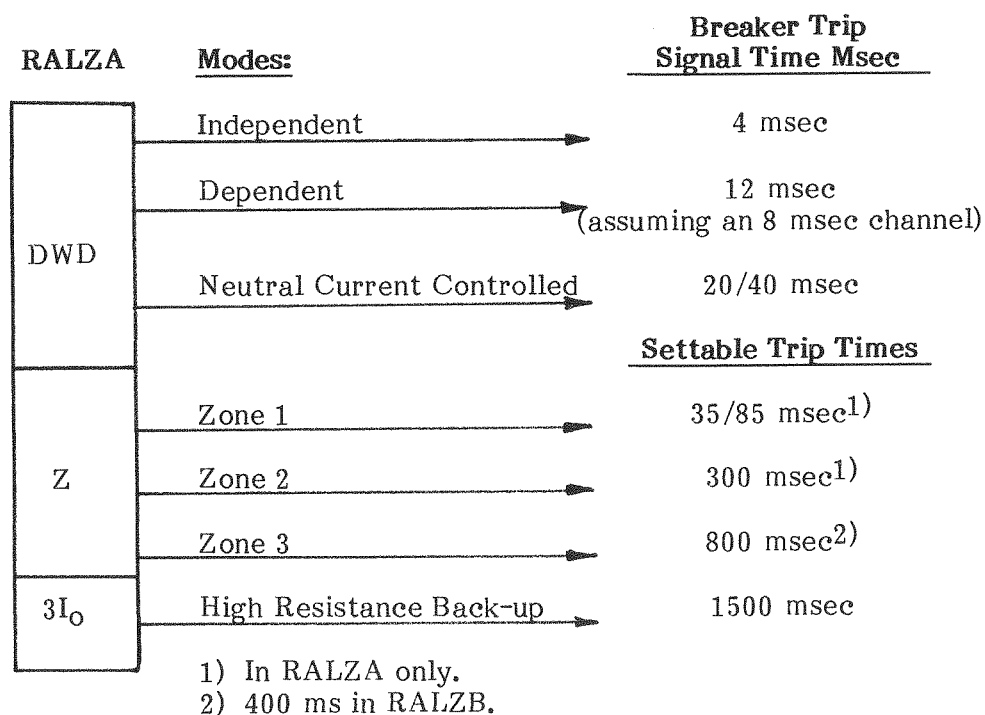 RALZA Modes: Breaker Trip
Signal Time Msec
Independent 4 msec
Dependent 12 msec
(assuming an 8 msec channel)
DWD
Neutral Current Controlled 20/40 msec
Settable Trip Times
Zone 1 35/85 msec1)
Z Zone 2 300 msec1)
Zone 3 800 msec2)
3Io High Resistance Back-up 1500 msec
1) In RALZA only.
2) 400 ms in RALZB.